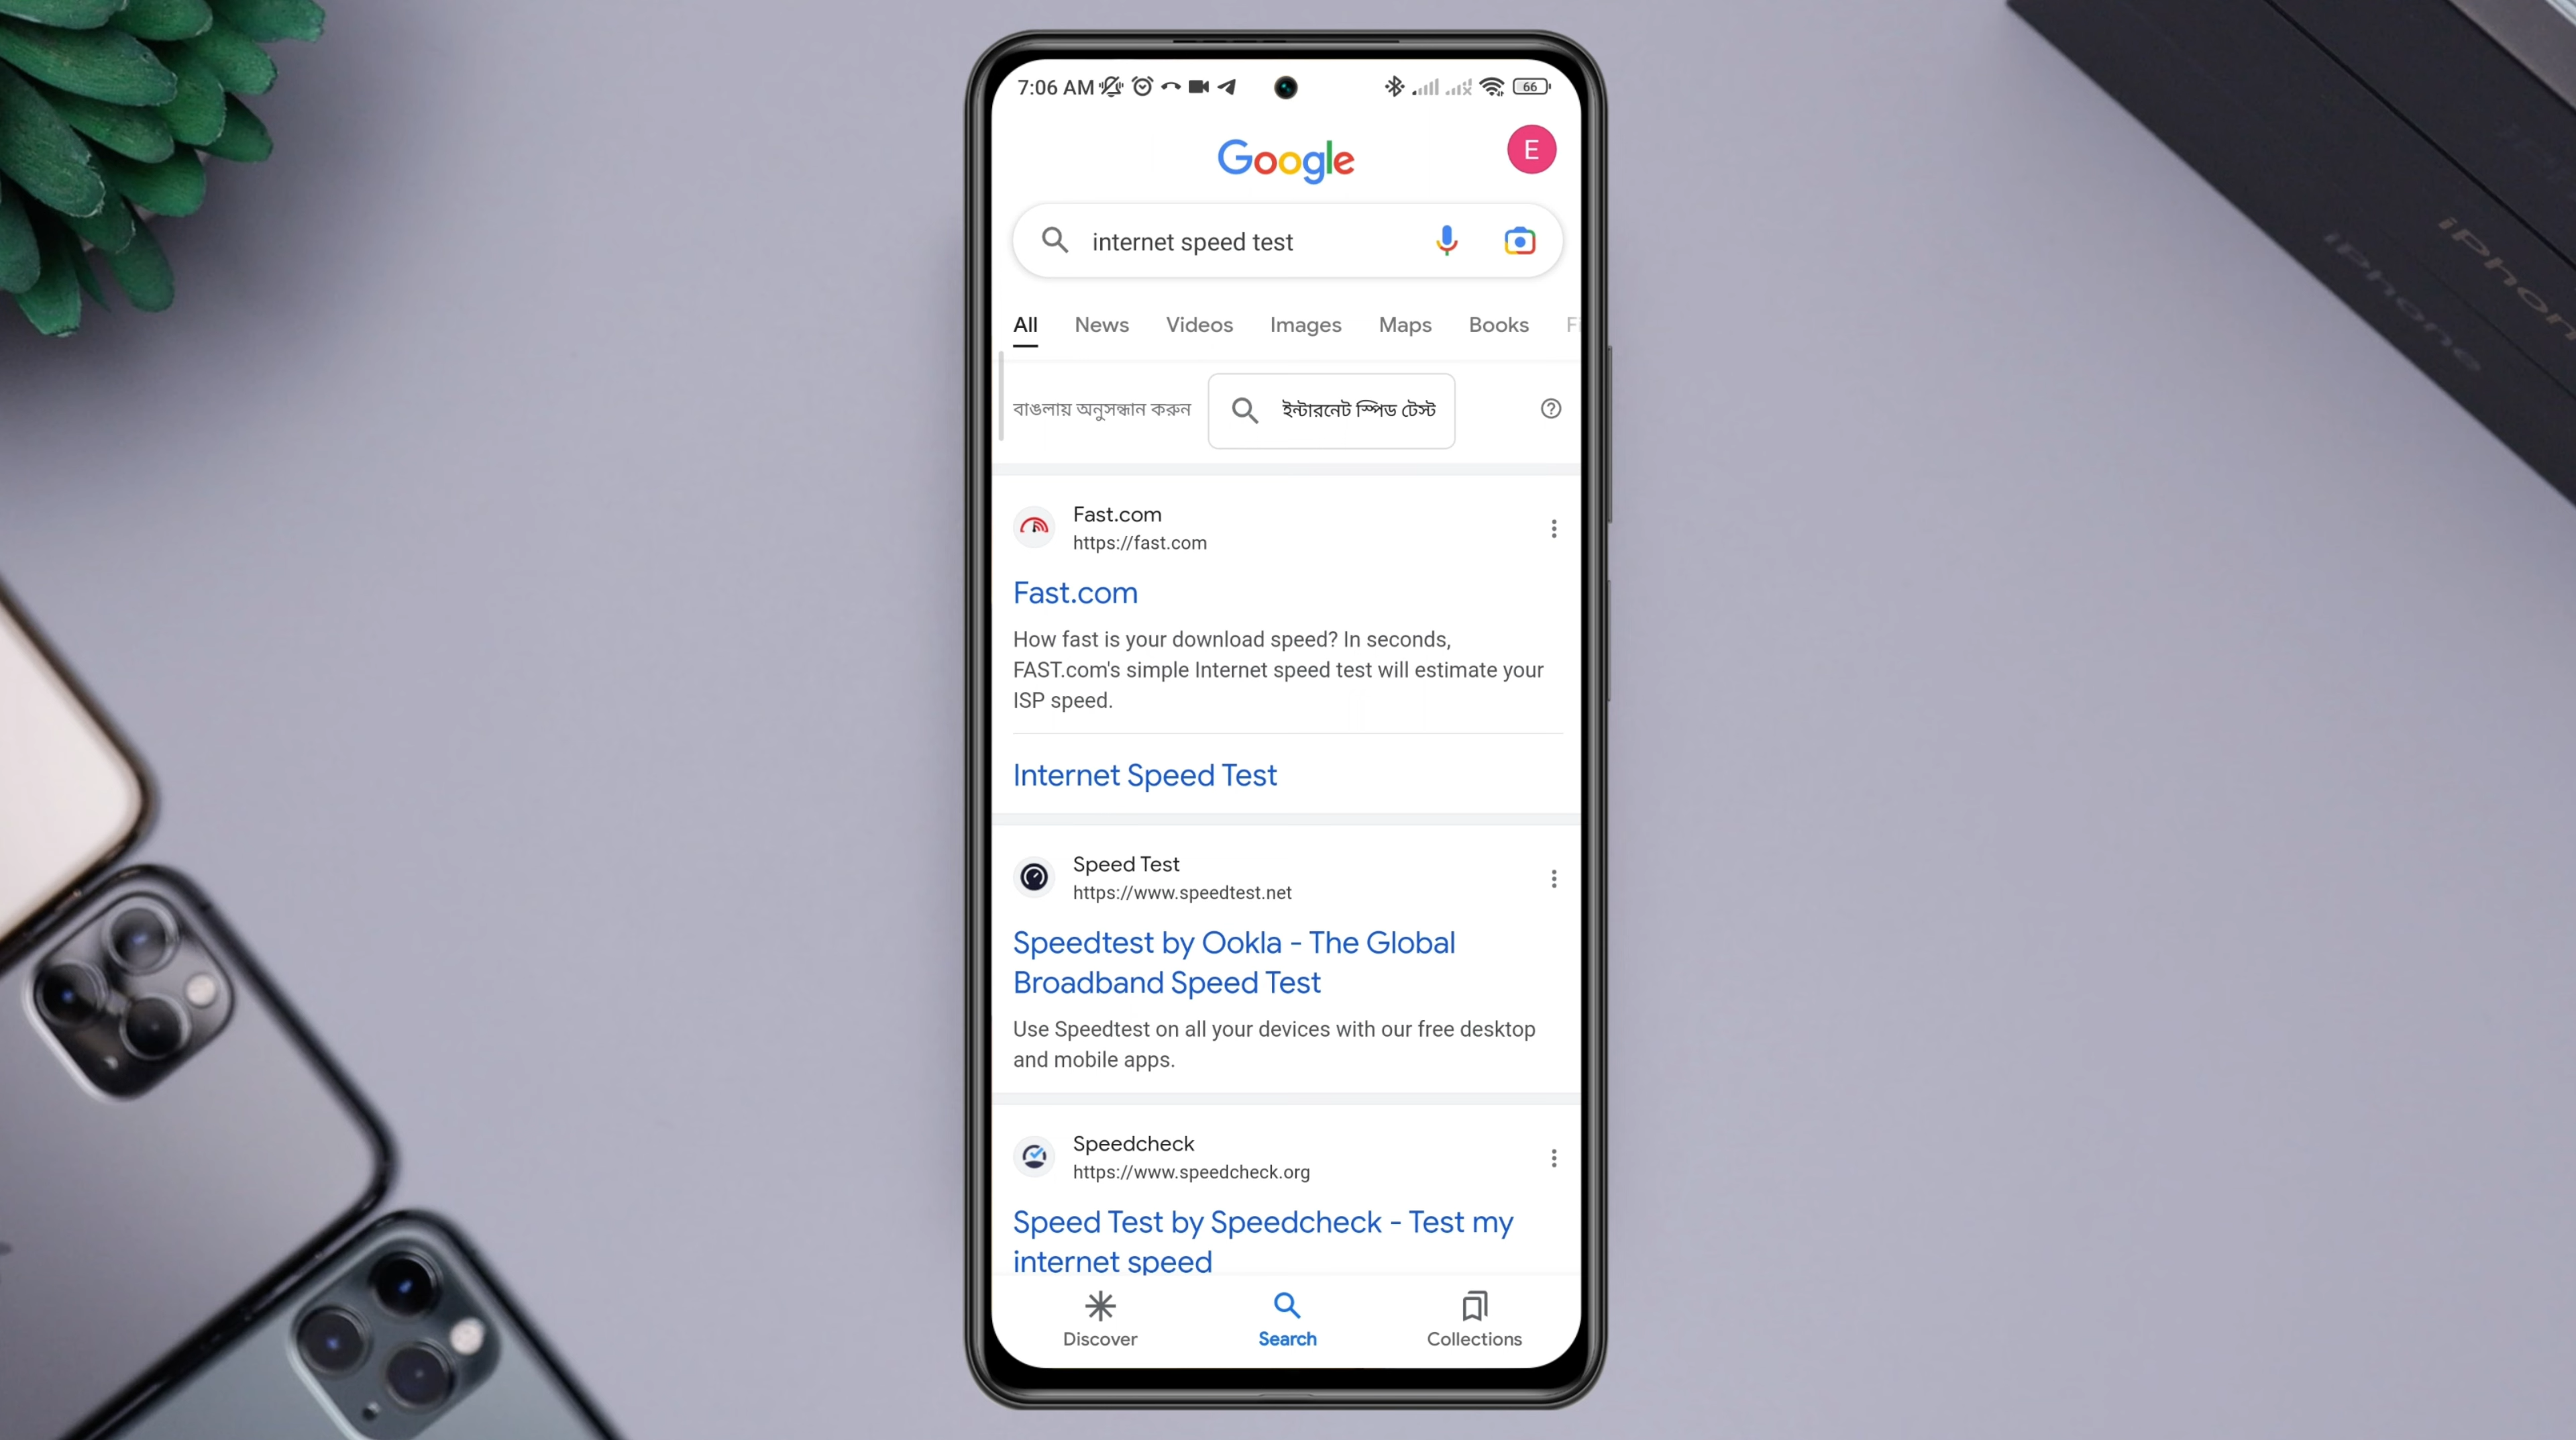 7:06 AM
66
Google
E
internet speed test
All News Videos Images Maps Books
বাঙলায় অনুসন্ধান করুন
ইন্টারনেট স্পিড টেস্ট
Fast.com
https://fast.com
Fast.com
How fast is your download speed? In seconds,
FAST.com's simple Internet speed test will estimate your
ISP speed.
Internet Speed Test
Speed Test
https://www.speedtest.net
Speedtest by Ookla - The Global
Broadband Speed Test
Use Speedtest on all your devices with our free desktop
and mobile apps.
Speedcheck
https://www.speedcheck.org
Speed Test by Speedcheck - Test my
internet speed
Discover Search Collections
iPhone